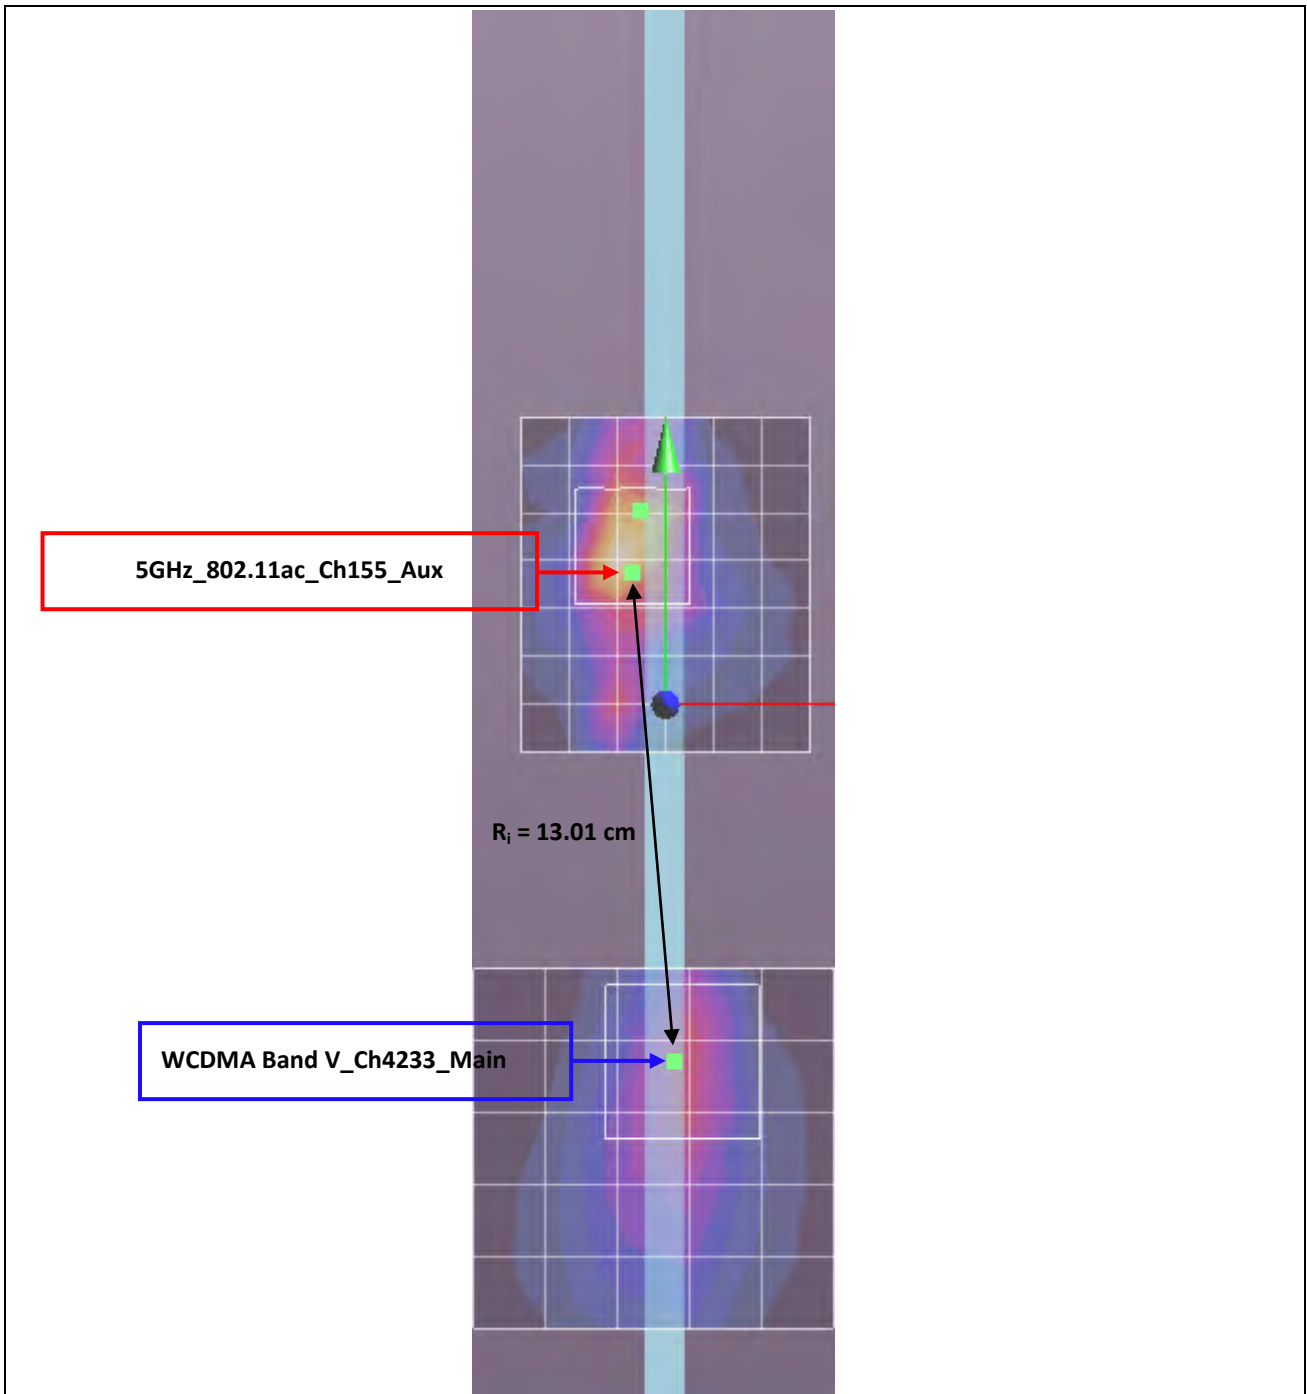 5GHz_802.11ac_Ch155_Aux
Rᵢ = 13.01 cm
WCDMA Band V_Ch4233_Main